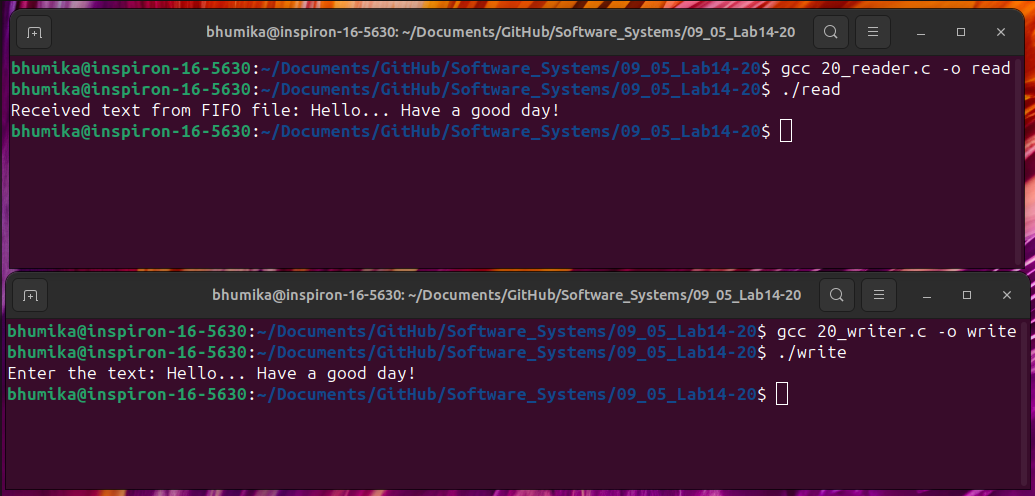 bhumika@inspiron-16-5630: ~/Documents/GitHub/Software_Systems/09_05_Lab14-20
bhumika@inspiron-16-5630:~/Documents/GitHub/Software_Systems/09_05_Lab14-20$ gcc 20_reader.c -o read
bhumika@inspiron-16-5630:~/Documents/GitHub/Software_Systems/09_05_Lab14-20$ ./read
Received text from FIFO file: Hello... Have a good day!
bhumika@inspiron-16-5630:~/Documents/GitHub/Software_Systems/09_05_Lab14-20$
bhumika@inspiron-16-5630: ~/Documents/GitHub/Software_Systems/09_05_Lab14-20
bhumika@inspiron-16-5630:~/Documents/GitHub/Software_Systems/09_05_Lab14-20$ gcc 20_writer.c -o write
bhumika@inspiron-16-5630:~/Documents/GitHub/Software_Systems/09_05_Lab14-20$ ./write
Enter the text: Hello... Have a good day!
bhumika@inspiron-16-5630:~/Documents/GitHub/Software_Systems/09_05_Lab14-20$